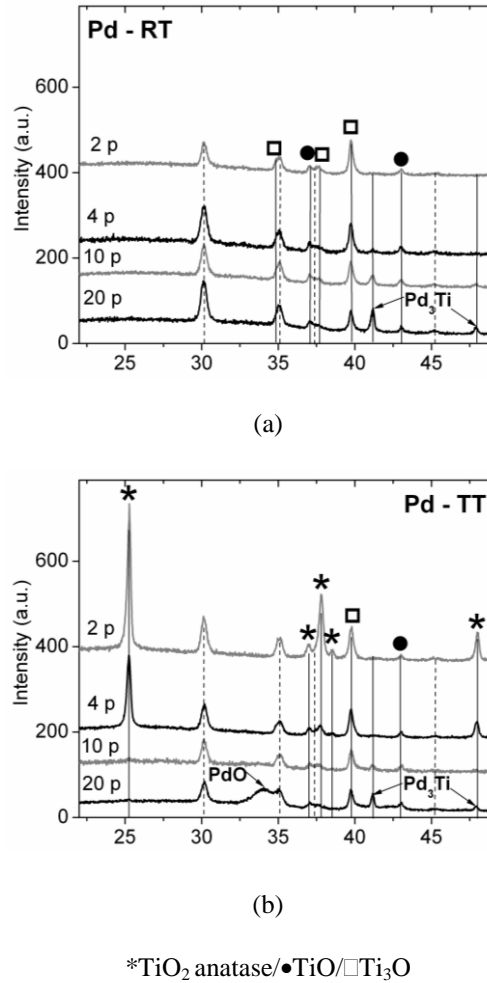 Pd - RT
Intensity (a.u.)
600
400
200
0
2 p
4 p
10 p
20 p
□
●
□
□
●
Pd₃Ti
25 30 35 40 45
(a)
Pd - TT
Intensity (a.u.)
600
400
200
0
*
2 p
4 p
10 p
20 p
*
*
*
□
●
*
PdO
Pd₃Ti
25 30 35 40 45
(b)
*TiO₂ anatase/●TiO/□Ti₃O